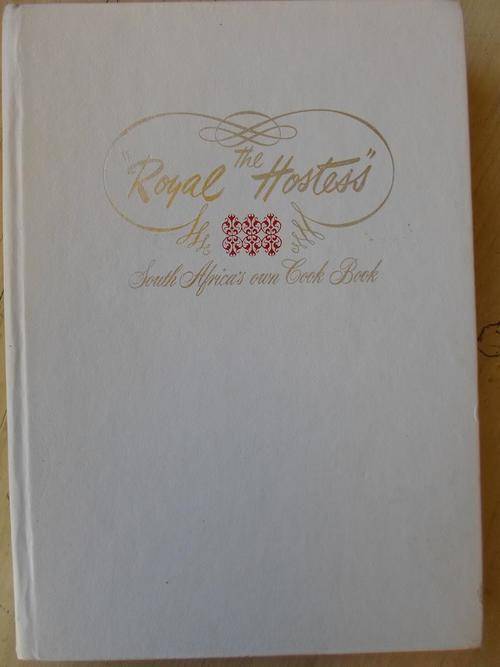 the
"Royal Hostess"
South Africa's own Cook Book